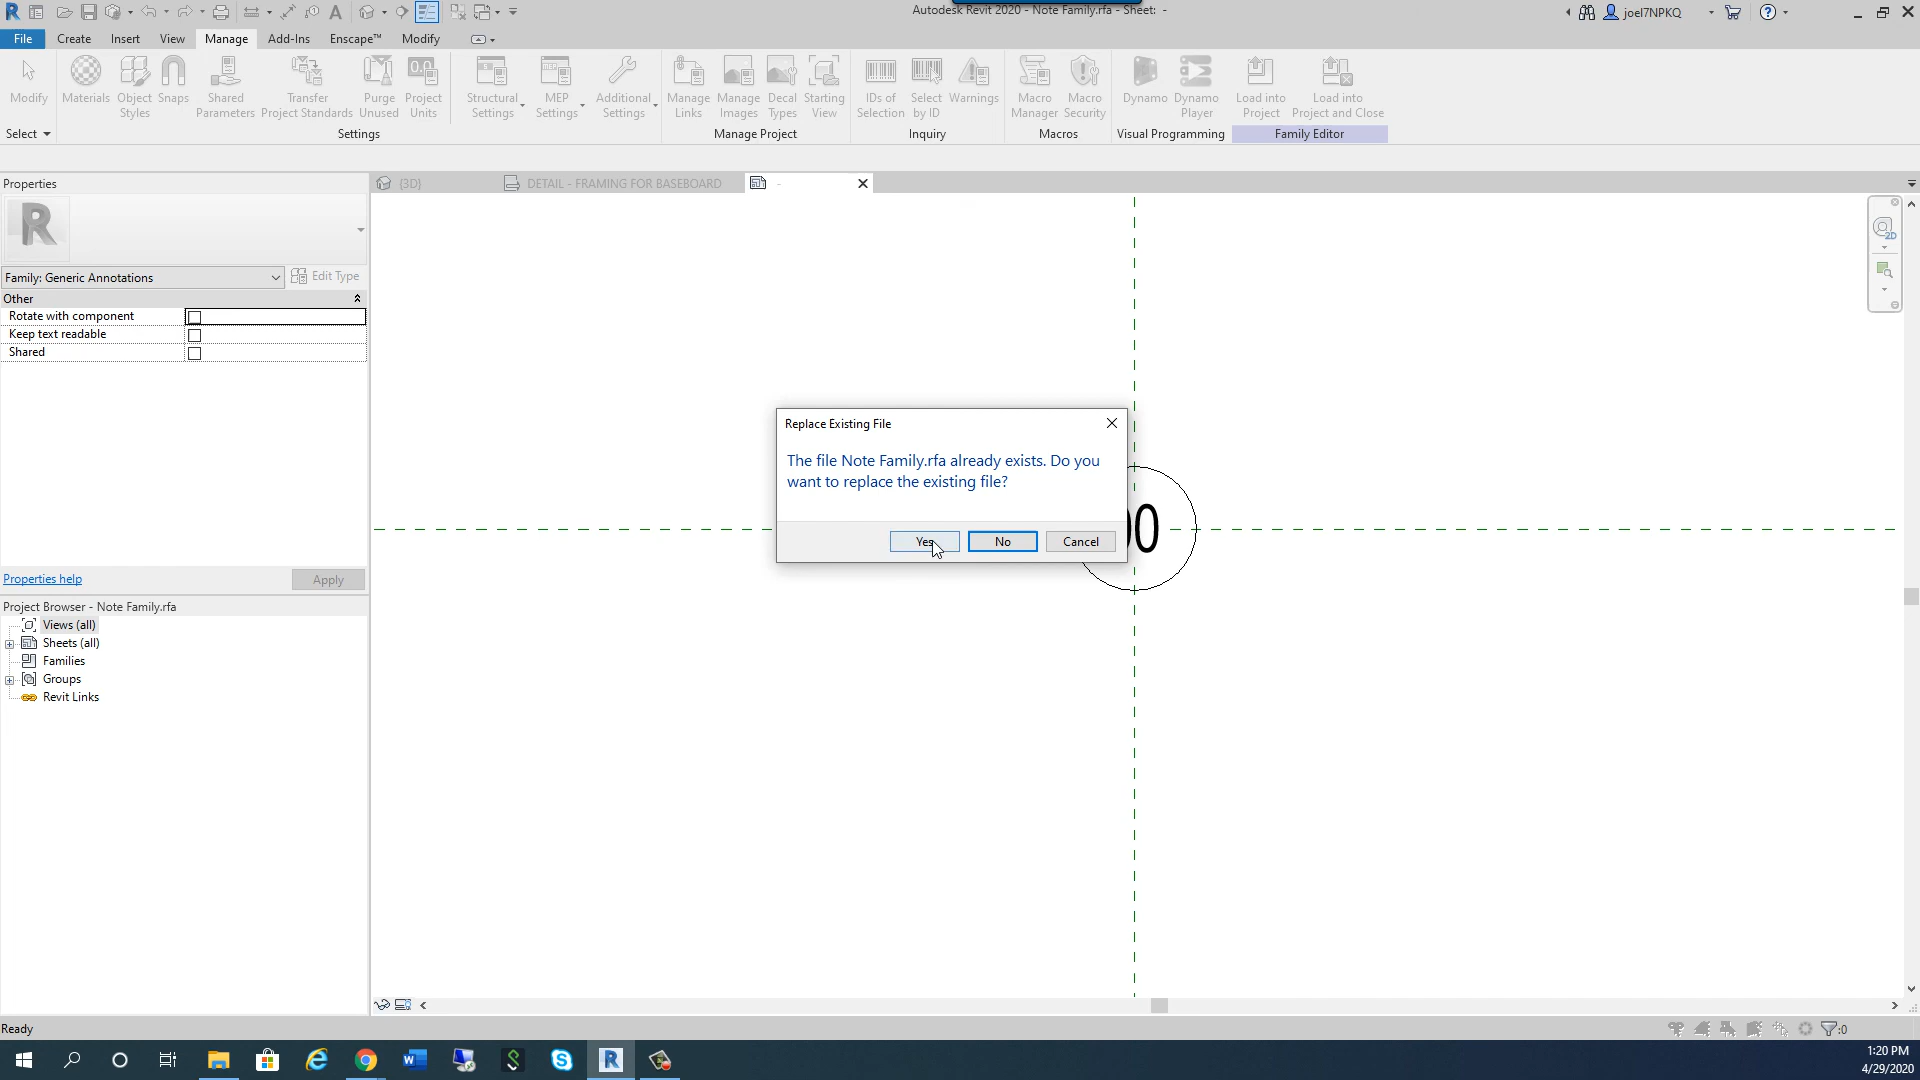 Autodesk Revit 2020 - Note Family.rfa - Sheet: -
joel7NPKQ
File Create Insert View Manage Add-Ins Enscape™ Modify
Modify
Materials
Object Styles
Snaps
Shared Parameters
Transfer Project Standards
Purge Unused
Project Units
Structural Settings
MEP Settings
Additional Settings
Manage Links
Manage Images
Decal Types
Starting View
IDs of Selection
Select by ID
Warnings
Macro Manager
Macro Security
Dynamo
Dynamo Player
Load into Project
Load into Project and Close
Select
Settings
Manage Project
Inquiry
Macros
Visual Programming
Family Editor
Properties
{3D}
DETAIL - FRAMING FOR BASEBOARD
-
R
2D
Family: Generic Annotations
Edit Type
Other
Rotate with component
Keep text readable
Shared
Replace Existing File
The file Note Family.rfa already exists. Do you
want to replace the existing file?
Yes
No
Cancel
Properties help
Apply
Project Browser - Note Family.rfa
Views (all)
Sheets (all)
Families
Groups
Revit Links
Ready
:0
1:20 PM
4/29/2020